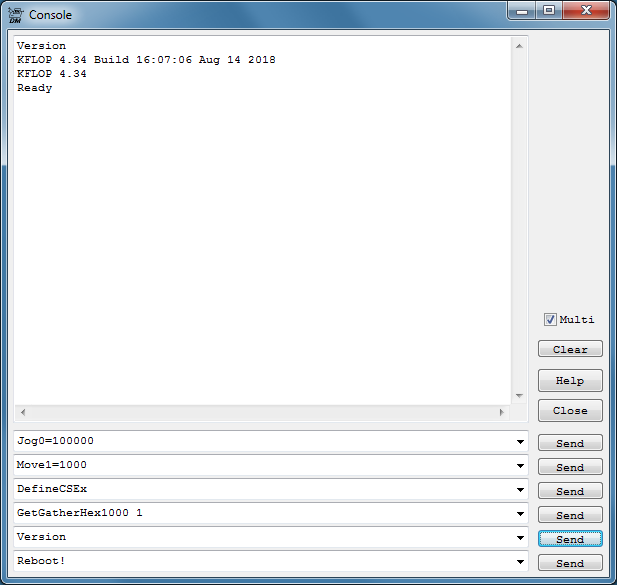 Console
Version
KFLOP 4.34 Build 16:07:06 Aug 14 2018
KFLOP 4.34
Ready
Multi
Clear
Help
Close
Jog0=100000
Send
Move1=1000
Send
DefineCSEx
Send
GetGatherHex1000 1
Send
Version
Send
Reboot!
Send